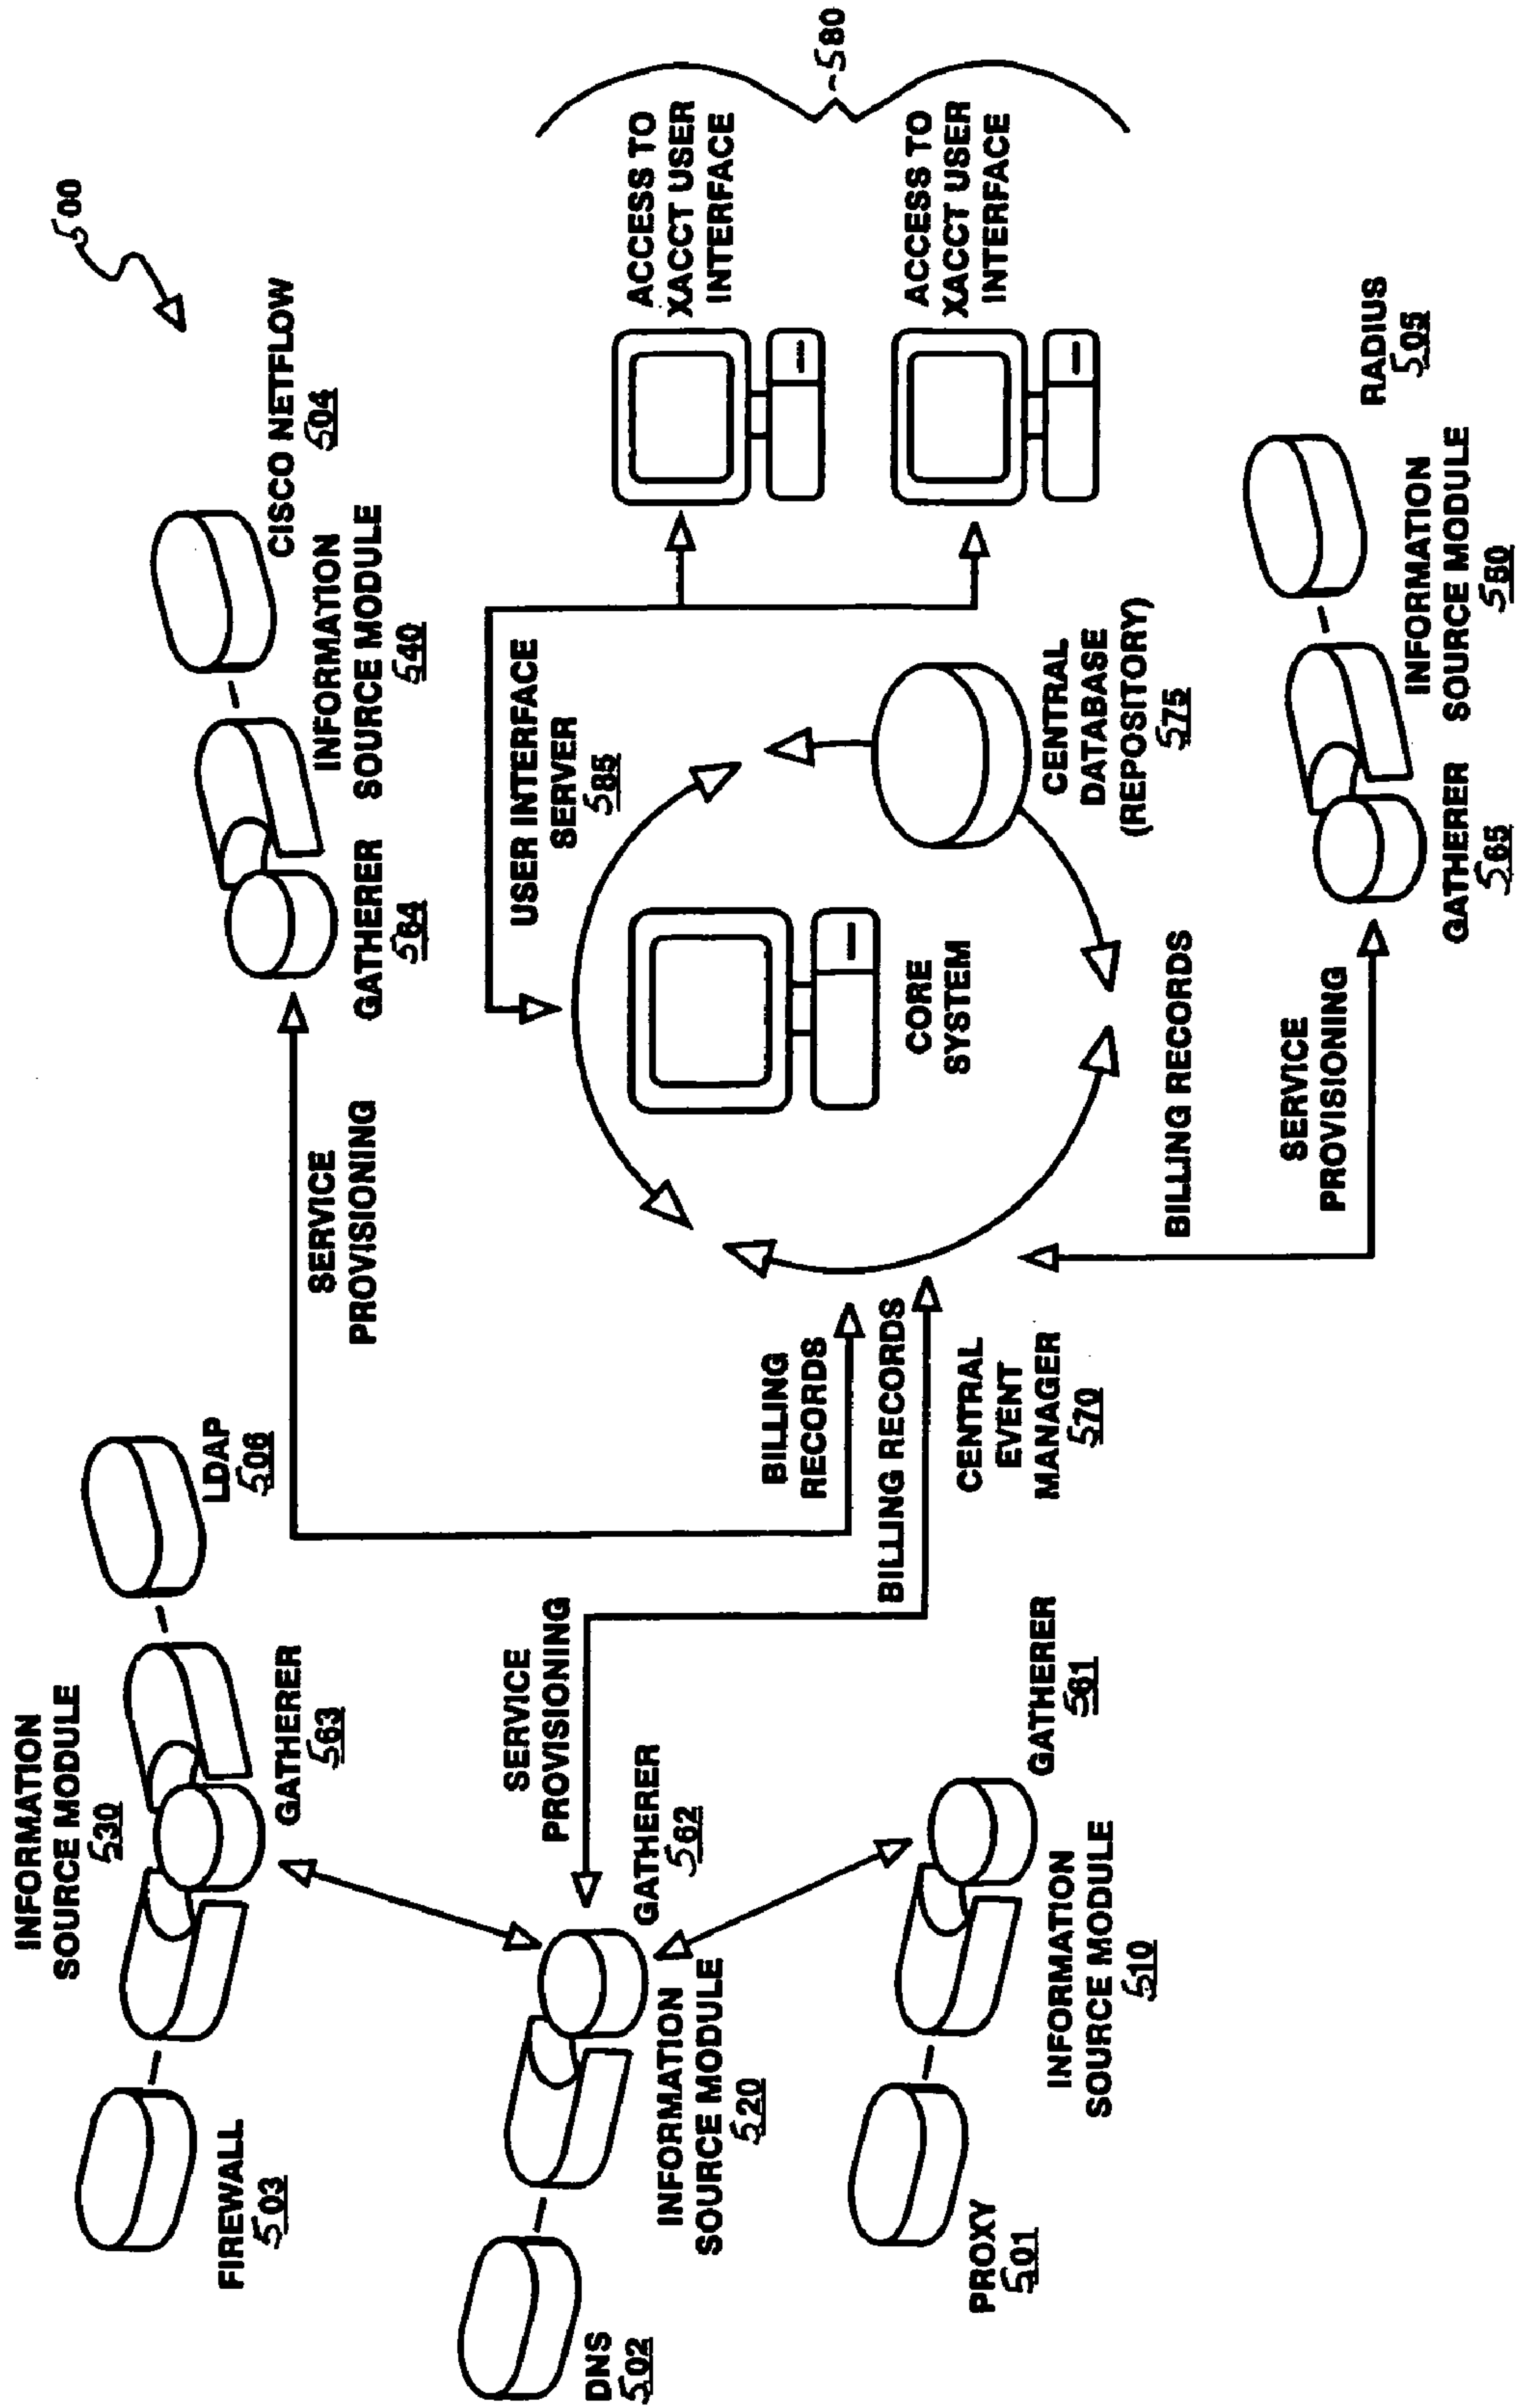 INFORMATION
SOURCE MODULE
530
500
LDAP
506
CISCO NETFLOW
504
FIREWALL
503
GATHERER
563
INFORMATION
SOURCE MODULE
540
GATHERER
564
SERVICE
PROVISIONING
DNS
502
SERVICE
PROVISIONING
GATHERER
562
INFORMATION
SOURCE MODULE
520
USER INTERFACE
SERVER
585
ACCESS TO
XACCT USER
INTERFACE
580
ACCESS TO
XACCT USER
INTERFACE
BILLING
RECORDS
BILLING RECORDS
CORE
SYSTEM
CENTRAL
EVENT
MANAGER
570
CENTRAL
DATABASE
(REPOSITORY)
575
PROXY
501
GATHERER
561
INFORMATION
SOURCE MODULE
510
BILLING RECORDS
SERVICE
PROVISIONING
RADIUS
505
INFORMATION
SOURCE MODULE
GATHERER
565